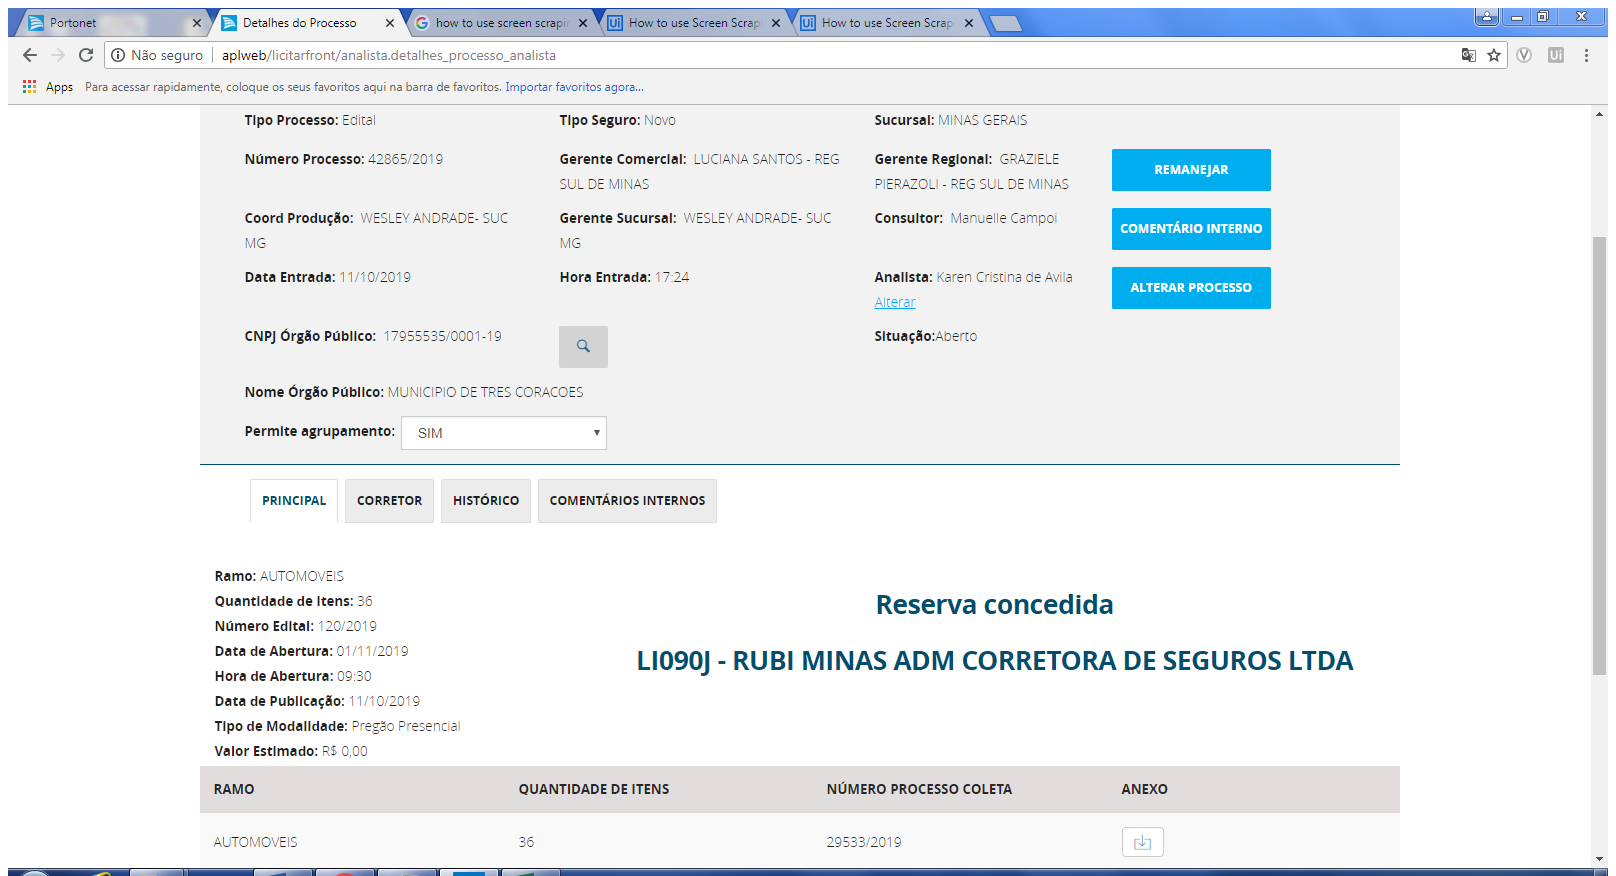 Portonet
Detalhes do Processo
how to use screen scrapin
How to use Screen Scrap
How to use Screen Scrap
Não seguro | aplweb/licitarfront/analista.detalhes_processo_analista
Apps Para acessar rapidamente, coloque os seus favoritos aqui na barra de favoritos. Importar favoritos agora...
Tipo Processo: Edital
Tipo Seguro: Novo
Sucursal: MINAS GERAIS
Número Processo: 42865/2019
Gerente Comercial: LUCIANA SANTOS - REG
SUL DE MINAS
Gerente Regional: GRAZIELE
PIERAZOLI - REG SUL DE MINAS
REMANEJAR
Coord Produção: WESLEY ANDRADE- SUC
MG
Gerente Sucursal: WESLEY ANDRADE- SUC
MG
Consultor: Manuelle Campoi
COMENTÁRIO INTERNO
Data Entrada: 11/10/2019
Hora Entrada: 17:24
Analista: Karen Cristina de Avila
Alterar
ALTERAR PROCESSO
CNPJ Órgão Público: 17955535/0001-19
Situação:Aberto
Nome Órgão Público: MUNICIPIO DE TRES CORACOES
Permite agrupamento: SIM
PRINCIPAL
CORRETOR
HISTÓRICO
COMENTÁRIOS INTERNOS
Ramo: AUTOMOVEIS
Quantidade de Itens: 36
Número Edital: 120/2019
Data de Abertura: 01/11/2019
Hora de Abertura: 09:30
Data de Publicação: 11/10/2019
Tipo de Modalidade: Pregão Presencial
Valor Estimado: R$ 0,00
Reserva concedida
LI090J - RUBI MINAS ADM CORRETORA DE SEGUROS LTDA
RAMO QUANTIDADE DE ITENS NÚMERO PROCESSO COLETA ANEXO
AUTOMOVEIS 36 29533/2019